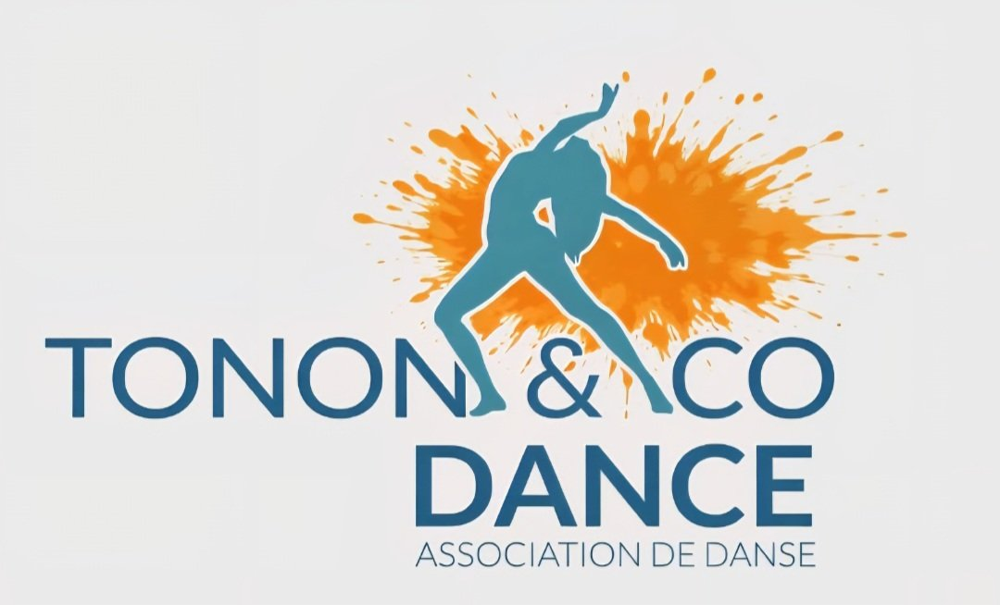 TONON & CO
DANCE
ASSOCIATION DE DANSE